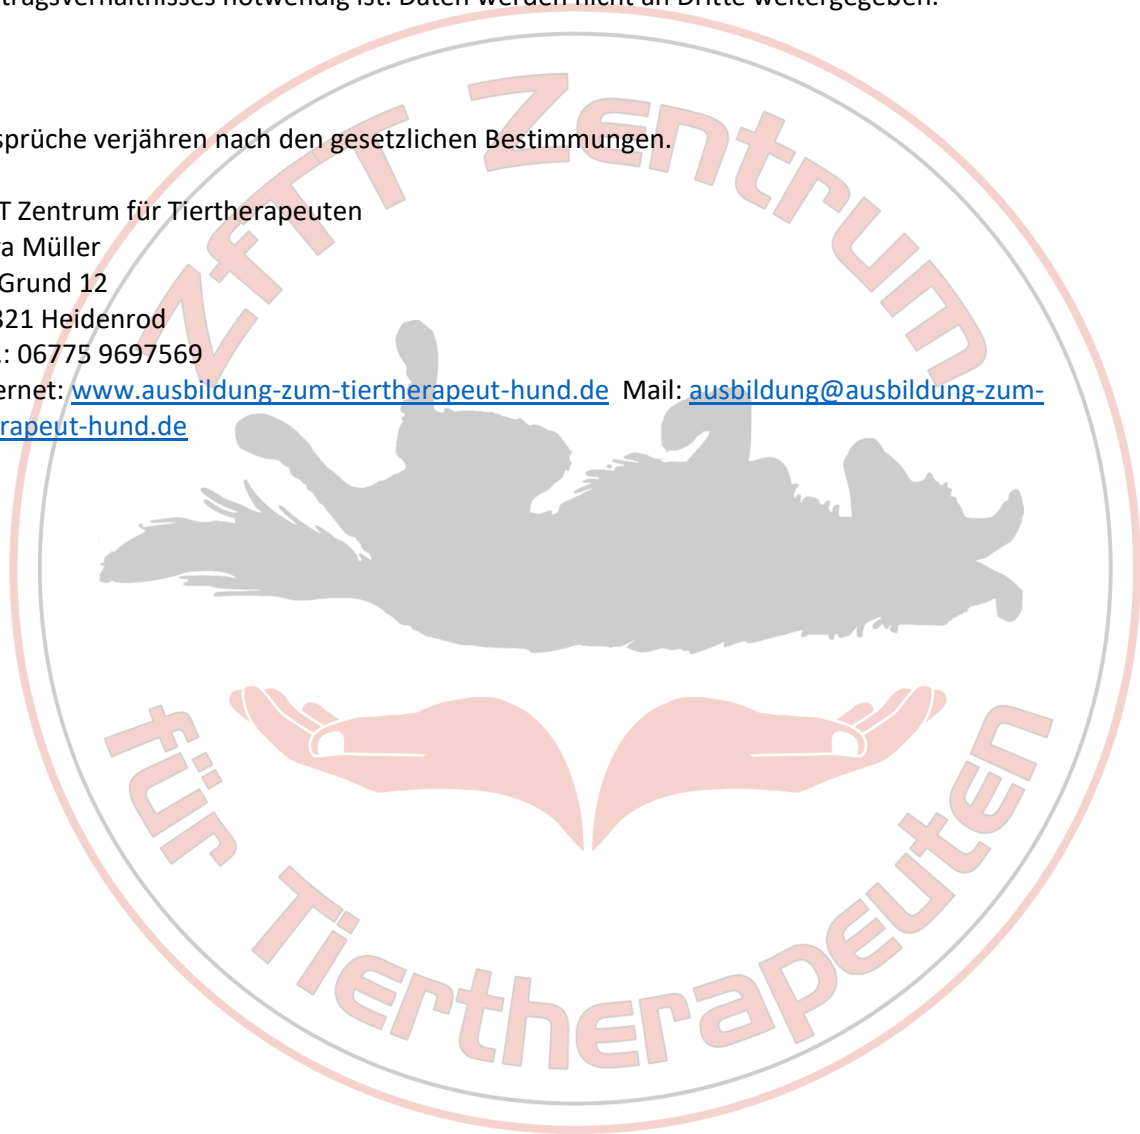 tragsverhältnisses notwendig ist. Daten werden nicht an Dritte weitergegeben.
sprüche verjähren nach den gesetzlichen Bestimmungen.
T Zentrum für Tiertherapeuten
a Müller
Grund 12
321 Heidenrod
.: 06775 9697569
ernet: www.ausbildung-zum-tiertherapeut-hund.de Mail: ausbildung@ausbildung-zum-
rapeut-hund.de
ZfTT Zentrum
für Tiertherapeuten